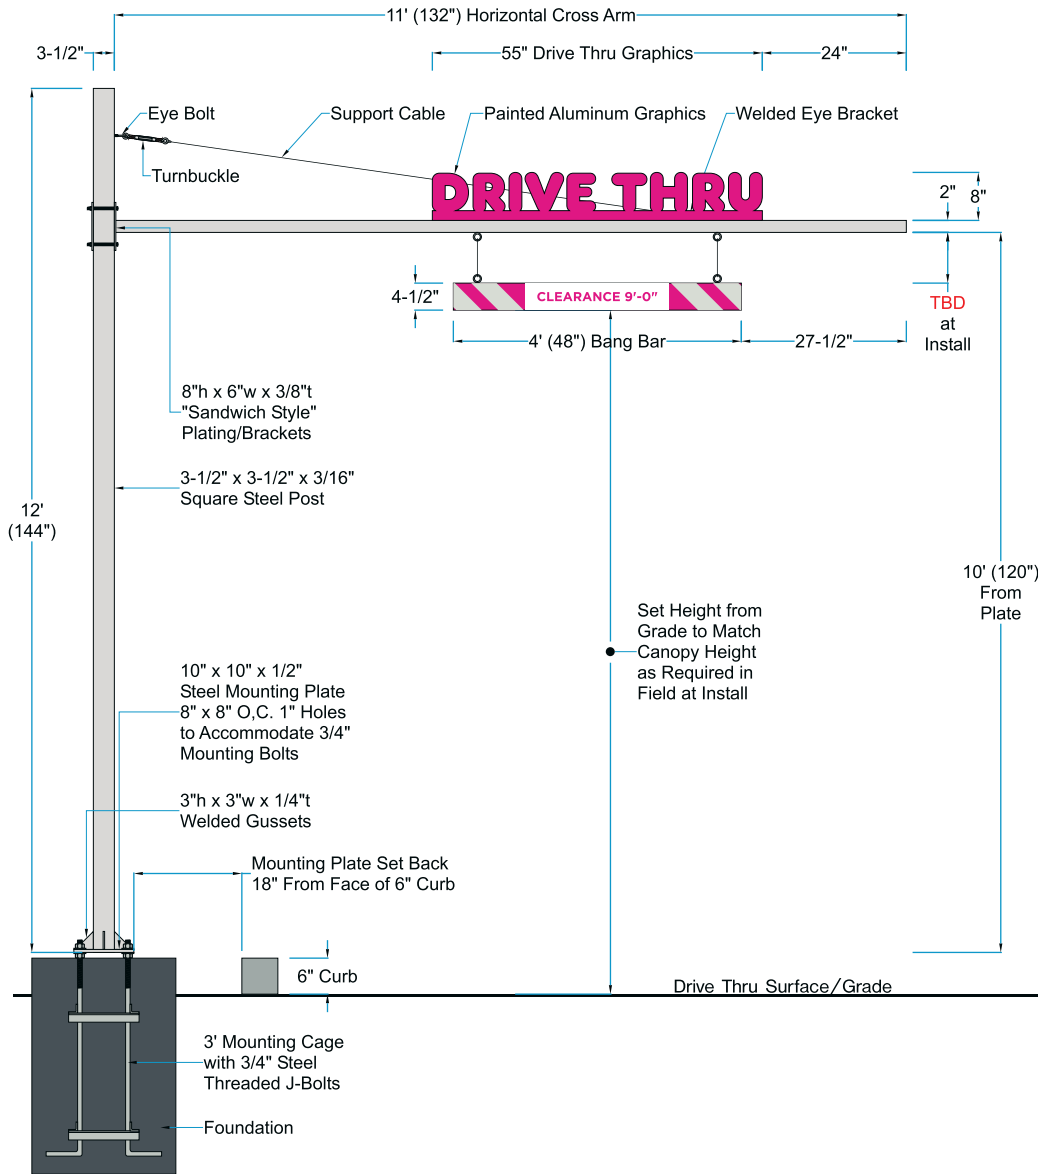 11' (132") Horizontal Cross Arm
3-1/2"
55" Drive Thru Graphics
24"
Eye Bolt
Support Cable
Painted Aluminum Graphics
Welded Eye Bracket
Turnbuckle
DRIVE THRU
2"
8"
4-1/2"
CLEARANCE 9'-0"
TBD
at
Install
4' (48") Bang Bar
27-1/2"
8"h x 6"w x 3/8"t
"Sandwich Style"
Plating/Brackets
3-1/2" x 3-1/2" x 3/16"
Square Steel Post
12'
(144")
10' (120")
From
Plate
Set Height from
Grade to Match
Canopy Height
as Required in
Field at Install
10" x 10" x 1/2"
Steel Mounting Plate
8" x 8" O,C. 1" Holes
to Accommodate 3/4"
Mounting Bolts
3"h x 3"w x 1/4"t
Welded Gussets
Mounting Plate Set Back
18" From Face of 6" Curb
6" Curb
Drive Thru Surface/Grade
3' Mounting Cage
with 3/4" Steel
Threaded J-Bolts
Foundation